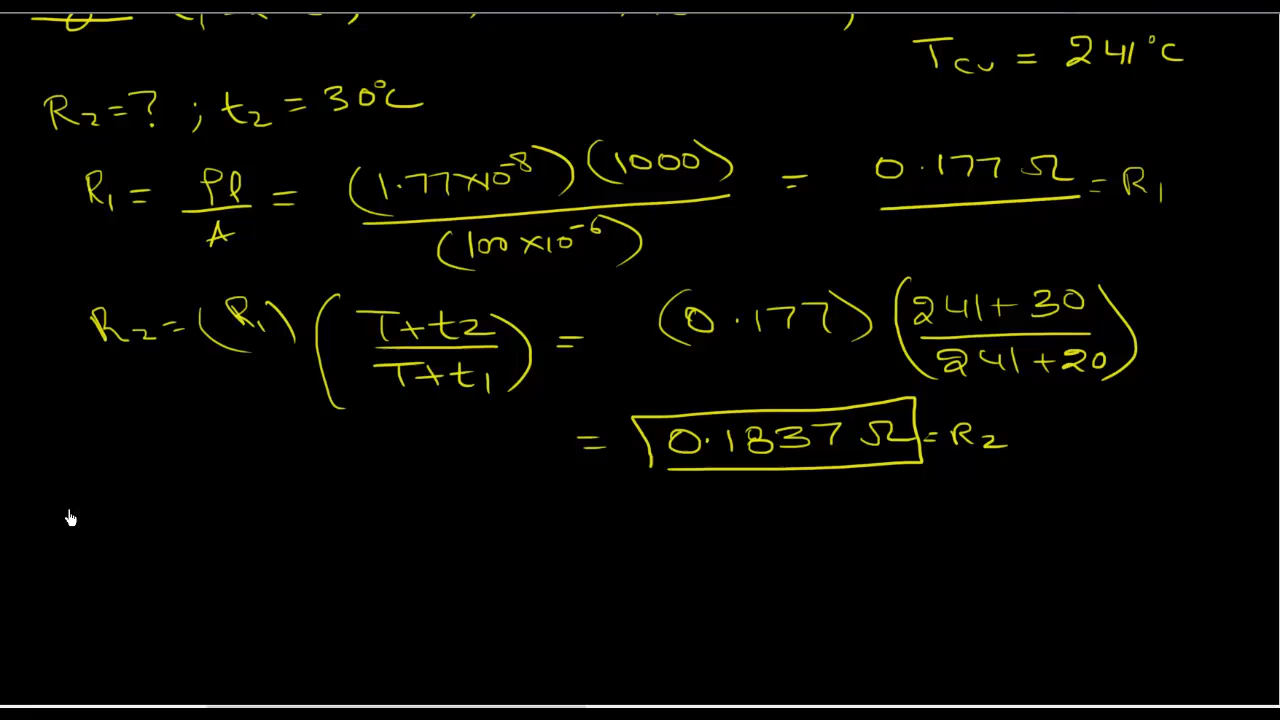 T_cu = 241°C
R₂ = ? ; t₂ = 30°C
R₁ = ρl/A = (1.77×10⁻⁸)(1000)/(100×10⁻⁶) = 0.177 Ω = R₁
R₂ = (R₁)((T+t₂)/(T+t₁)) = (0.177)((241+30)/(241+20))
= 0.1837 Ω = R₂